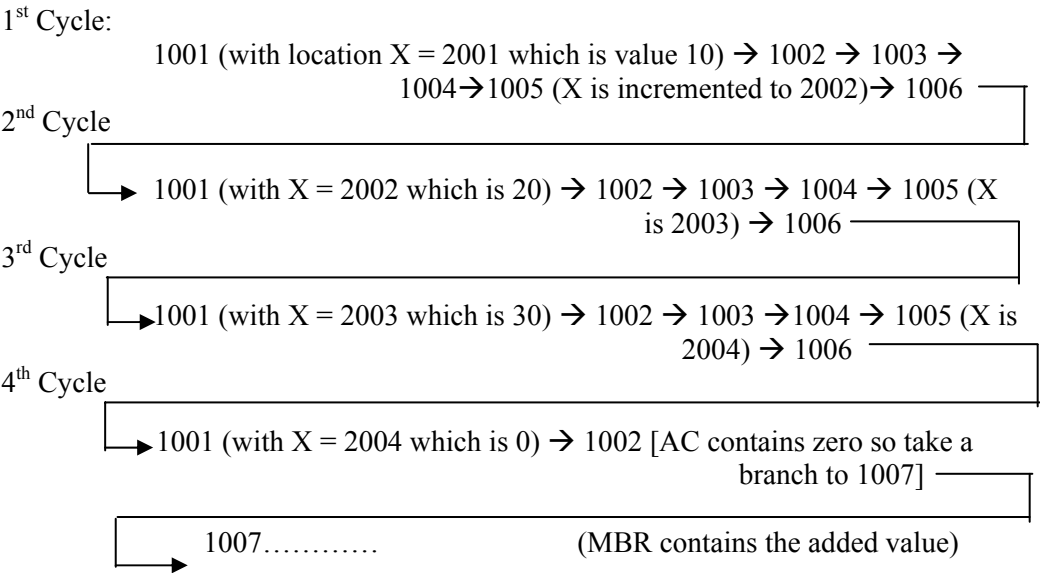 1st Cycle:
1001 (with location X = 2001 which is value 10) → 1002 → 1003 →
1004→1005 (X is incremented to 2002)→ 1006
2nd Cycle
1001 (with X = 2002 which is 20) → 1002 → 1003 → 1004 → 1005 (X
is 2003) → 1006
3rd Cycle
1001 (with X = 2003 which is 30) → 1002 → 1003 →1004 → 1005 (X is
2004) → 1006
4th Cycle
1001 (with X = 2004 which is 0) → 1002 [AC contains zero so take a
branch to 1007]
1007………… (MBR contains the added value)